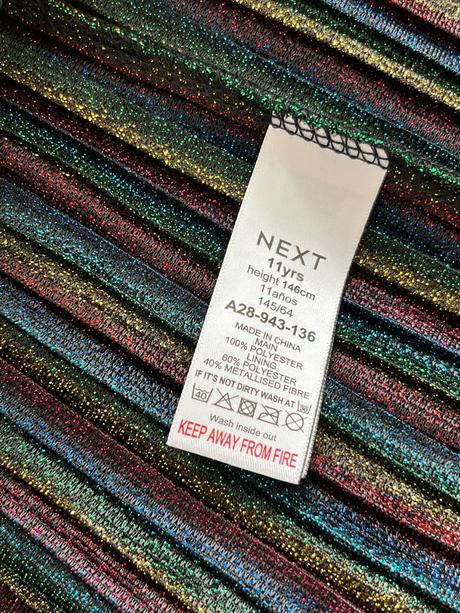 NEXT
11yrs
height 146cm
11años
145/64
A28-943-136
MADE IN CHINA
MAIN
100% POLYESTER
LINING
60% POLYESTER
40% METALLISED FIBRE
IF IT'S NOT DIRTY WASH AT 30
40
Wash inside out
KEEP AWAY FROM FIRE